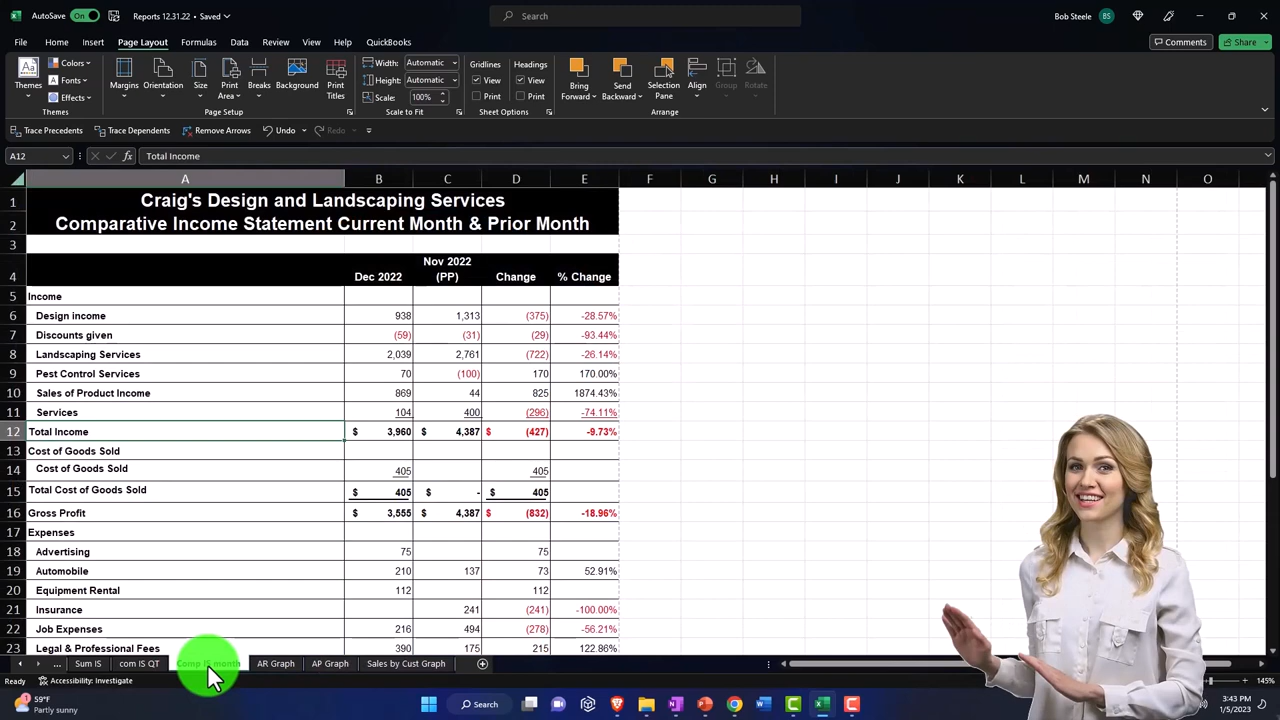 AutoSave On Reports 12.31.22 • Saved Search Bob Steele BS
File Home Insert Page Layout Formulas Data Review View Help QuickBooks Comments Share
Themes Colors Fonts Effects Margins Orientation Size Print Area Breaks Background Print Titles Width: Automatic Height: Automatic Scale: 100% Gridlines View Print Headings View Print Bring Forward Send Backward Selection Pane Align Group Rotate
Themes Page Setup Scale to Fit Sheet Options Arrange
Trace Precedents Trace Dependents Remove Arrows Undo Redo
A12 fx Total Income
A B C D E F G H I J K L M N O
1 Craig's Design and Landscaping Services
2 Comparative Income Statement Current Month & Prior Month
3
4 Dec 2022 Nov 2022 (PP) Change % Change
5 Income
6 Design income 938 1,313 (375) -28.57%
7 Discounts given (59) (31) (29) -93.44%
8 Landscaping Services 2,039 2,761 (722) -26.14%
9 Pest Control Services 70 (100) 170 170.00%
10 Sales of Product Income 869 44 825 1874.43%
11 Services 104 400 (296) -74.11%
12 Total Income $ 3,960 $ 4,387 $ (427) -9.73%
13 Cost of Goods Sold
14 Cost of Goods Sold 405 405
15 Total Cost of Goods Sold $ 405 $ - $ 405
16 Gross Profit $ 3,555 $ 4,387 $ (832) -18.96%
17 Expenses
18 Advertising 75 75
19 Automobile 210 137 73 52.91%
20 Equipment Rental 112 112
21 Insurance 241 (241) -100.00%
22 Job Expenses 216 494 (278) -56.21%
23 Legal & Professional Fees 390 175 215 122.86%
... Sum IS com IS QT Comp IS month AR Graph AP Graph Sales by Cust Graph
Ready Accessibility: Investigate 145%
1 59°F Partly sunny Search 3:43 PM 1/5/2023